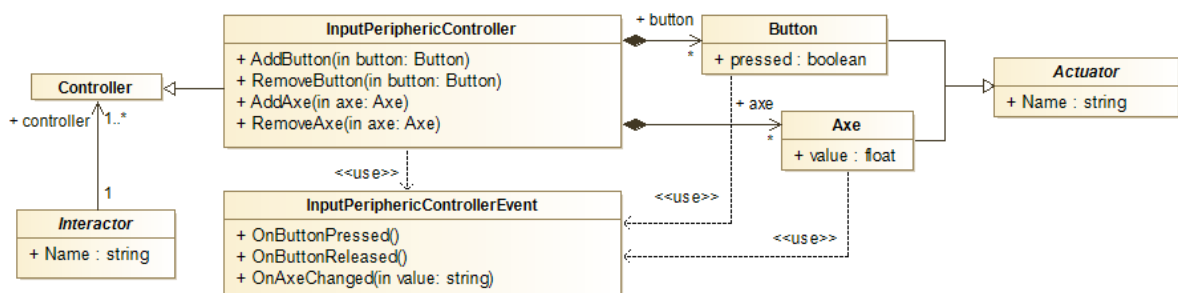 InputPeriphericController
+ AddButton(in button: Button)
+ RemoveButton(in button: Button)
+ AddAxe(in axe: Axe)
+ RemoveAxe(in axe: Axe)
+ button
*
Button
+ pressed : boolean
Actuator
+ Name : string
Controller
+ controller
1..*
1
Interactor
+ Name : string
+ axe
*
Axe
+ value : float
<<use>>
<<use>>
<<use>>
InputPeriphericControllerEvent
+ OnButtonPressed()
+ OnButtonReleased()
+ OnAxeChanged(in value: string)